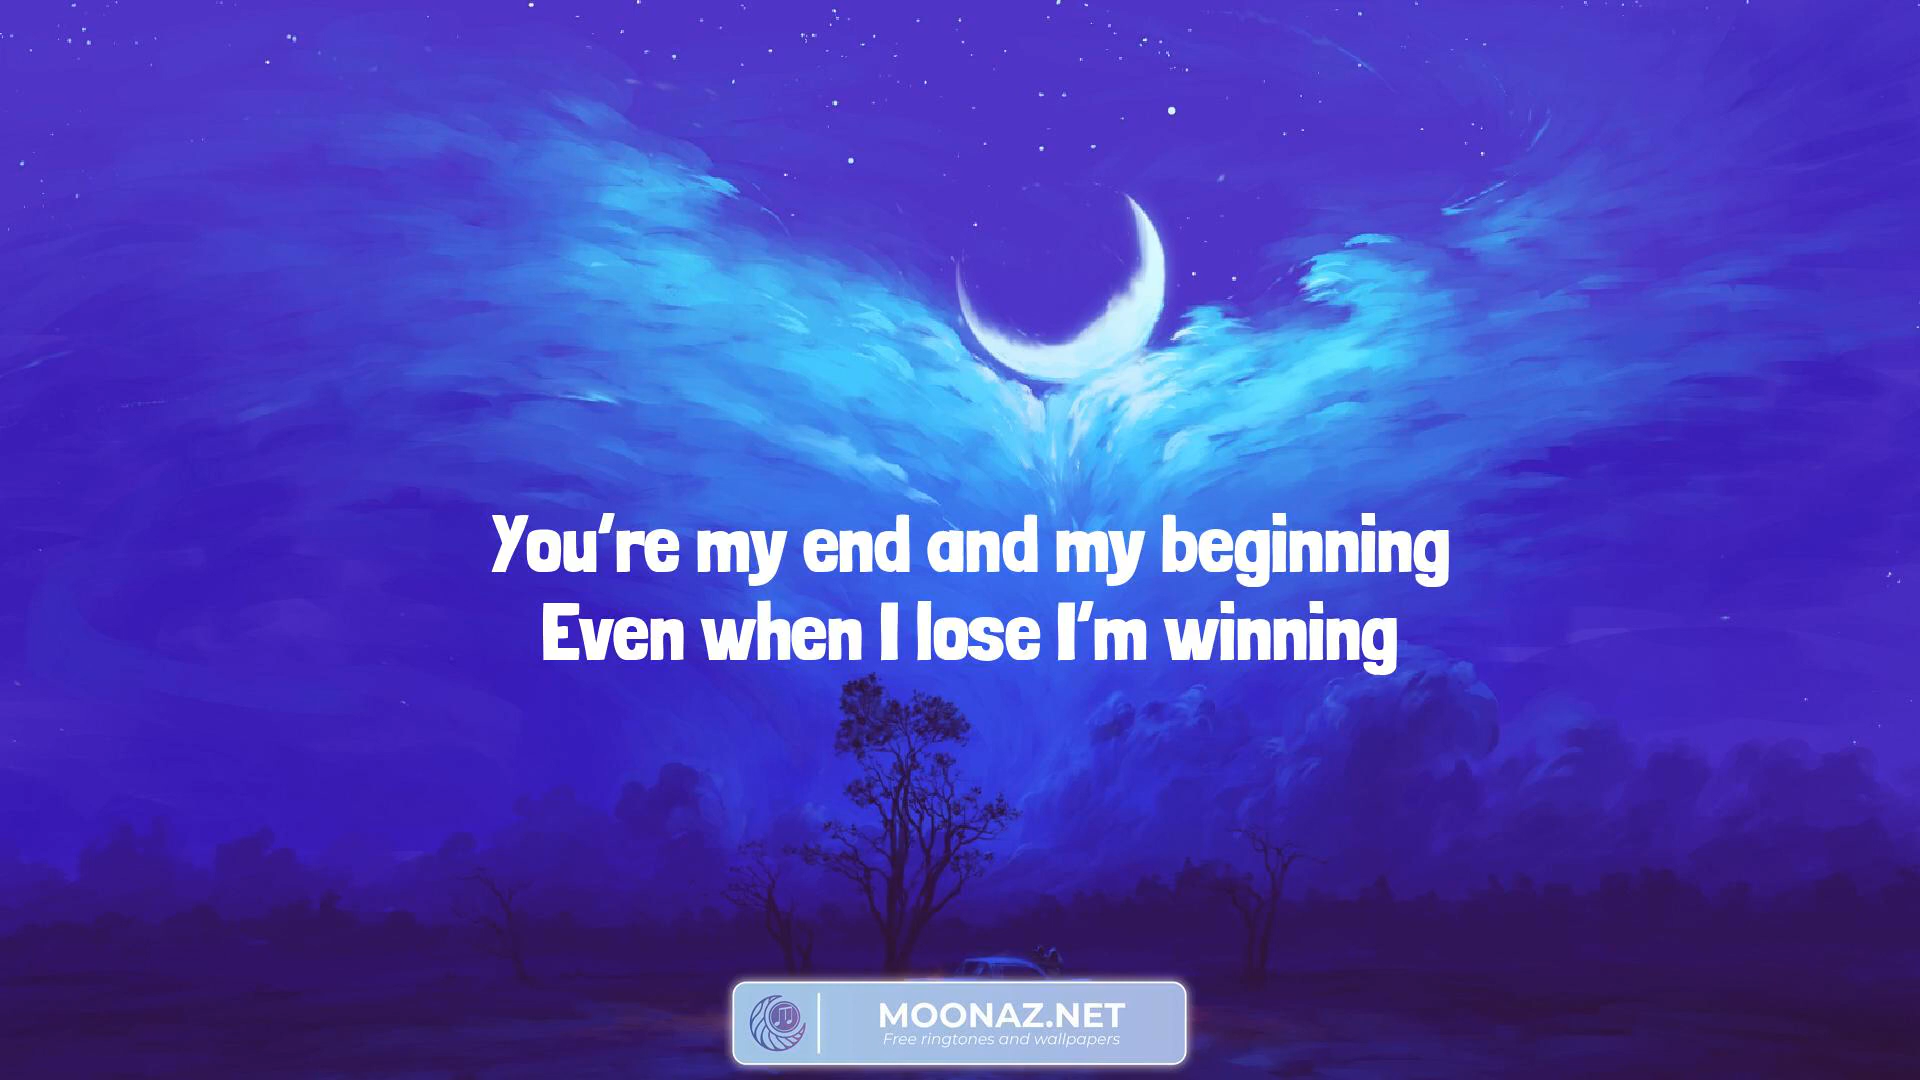 You're my end and my beginning
Even when I lose I'm winning
MOONAZ.NET
Free ringtones and wallpapers